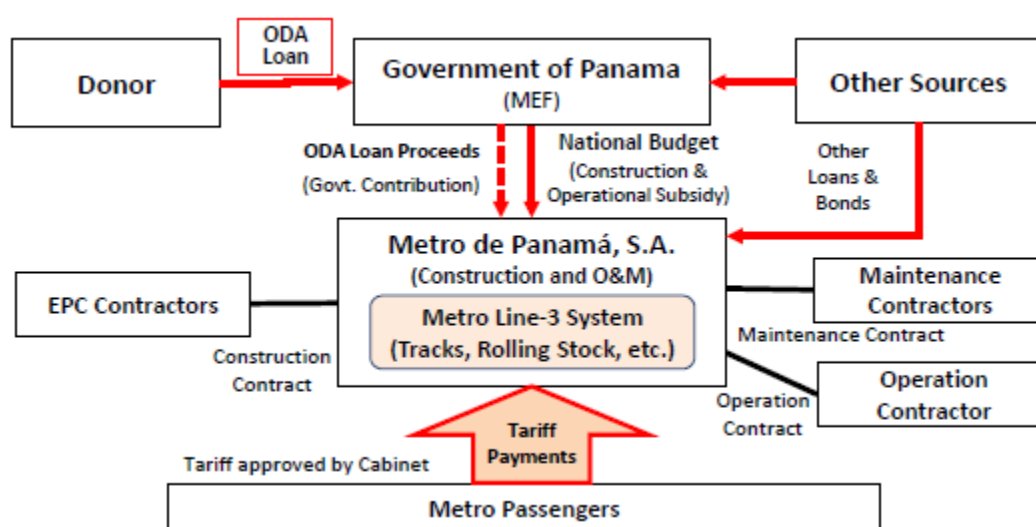 ODA
Loan
Donor
Government of Panama
(MEF)
Other Sources
ODA Loan Proceeds
(Govt. Contribution)
National Budget
(Construction &
Operational Subsidy)
Other
Loans &
Bonds
Metro de Panamá, S.A.
(Construction and O&M)
Metro Line-3 System
(Tracks, Rolling Stock, etc.)
EPC Contractors
Construction
Contract
Maintenance
Contractors
Maintenance Contract
Operation
Contractor
Operation
Contract
Tariff
Payments
Tariff approved by Cabinet
Metro Passengers